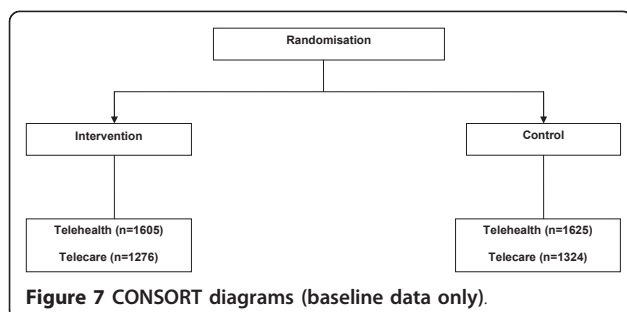 Randomisation
Intervention
Control
Telehealth (n=1605)
Telecare (n=1276)
Telehealth (n=1625)
Telecare (n=1324)
Figure 7 CONSORT diagrams (baseline data only).